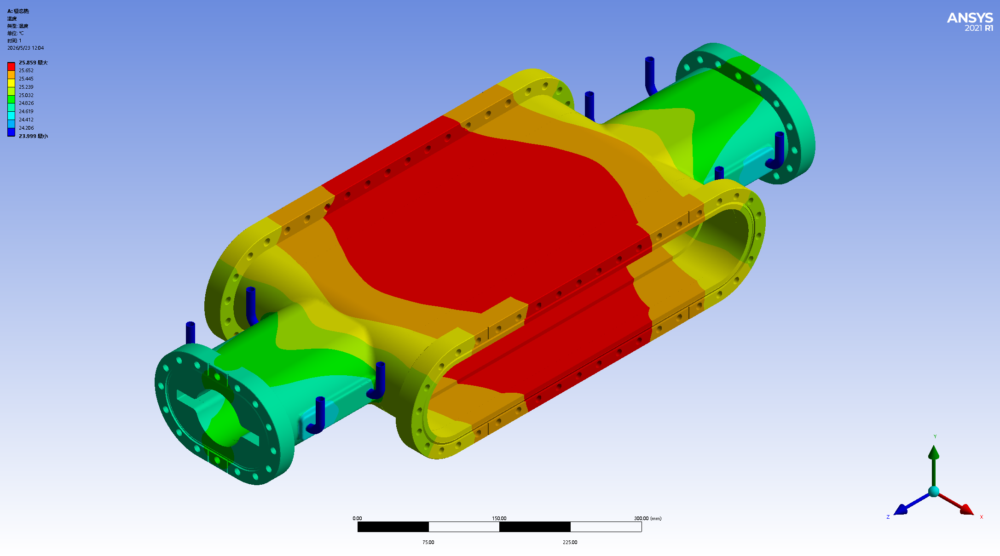 A: 稳态热
温度
类型: 温度
单位: ℃
时间: 1
2026/5/23 12:04
25.859 最大
25.652
25.445
25.239
25.032
24.826
24.619
24.412
24.206
23.999 最小
ANSYS
2021 R1
0.00
150.00
300.00 (mm)
75.00
225.00
Y
Z
X